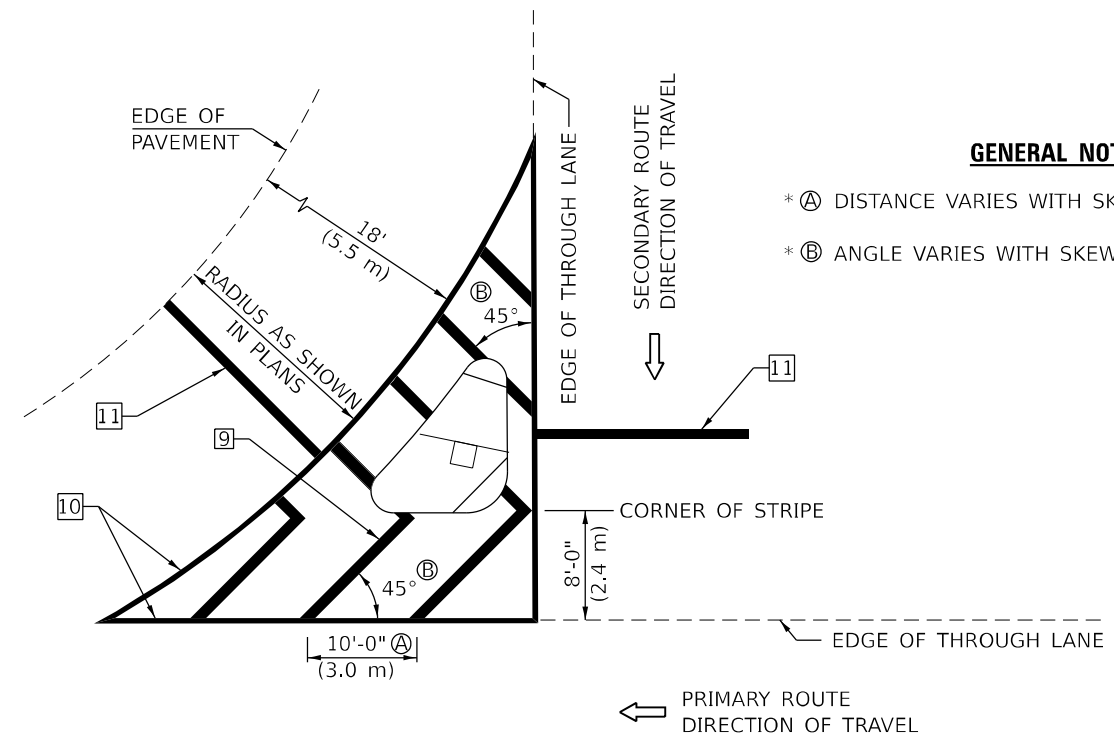 EDGE OF
PAVEMENT
18'
(5.5 m)
RADIUS AS SHOWN
IN PLANS
B
45°
EDGE OF THROUGH LANE
SECONDARY ROUTE
DIRECTION OF TRAVEL
GENERAL NOT
* A DISTANCE VARIES WITH SK
* B ANGLE VARIES WITH SKEW
11
11
9
10
CORNER OF STRIPE
8'-0"
(2.4 m)
45° B
10'-0" A
(3.0 m)
EDGE OF THROUGH LANE
PRIMARY ROUTE
DIRECTION OF TRAVEL